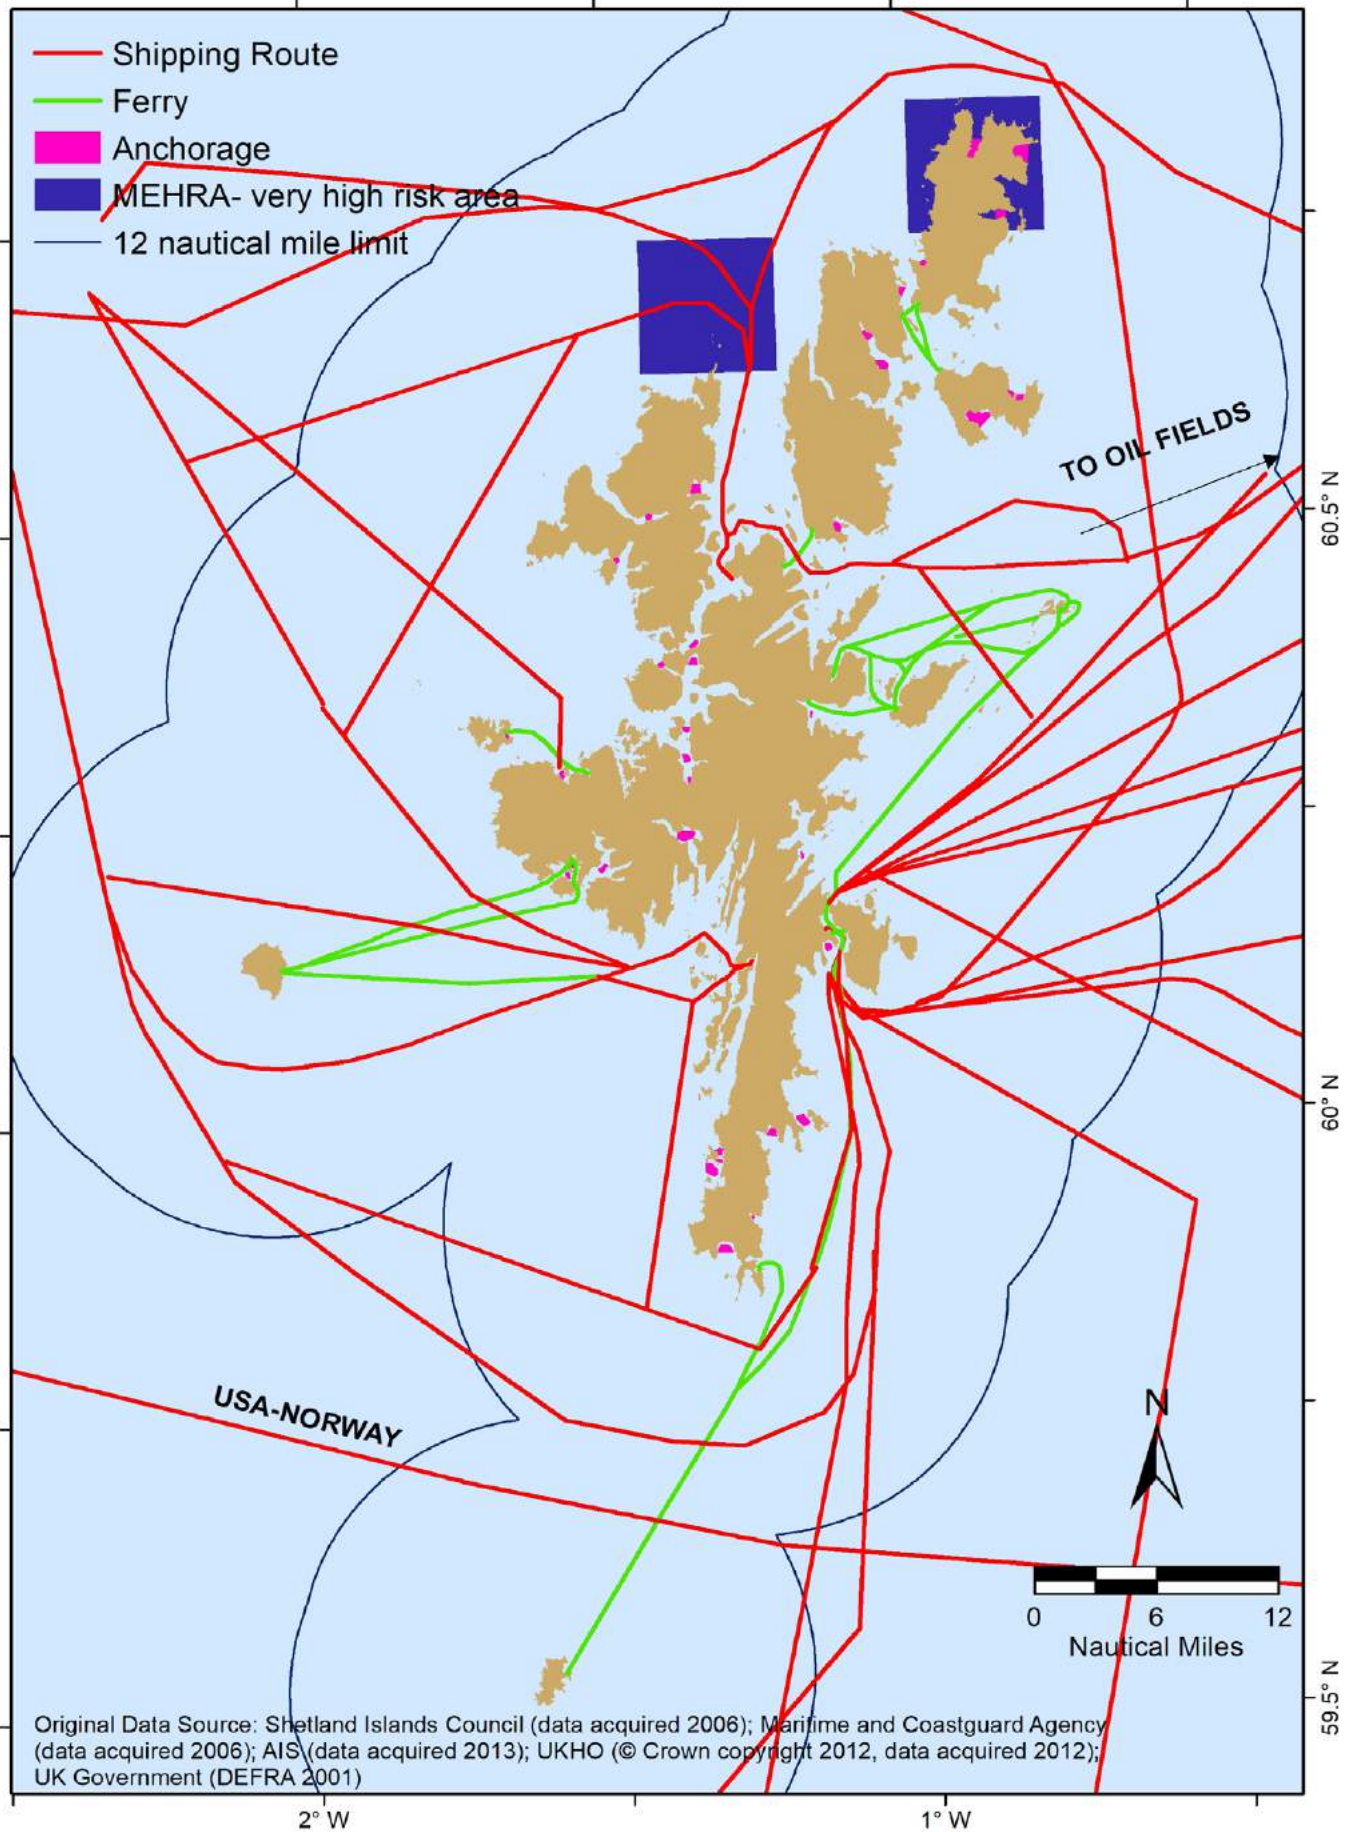 Shipping Route
Ferry
Anchorage
MEHRA- very high risk area
12 nautical mile limit
TO OIL FIELDS
60.5° N
60° N
USA-NORWAY
N
0 6 12
Nautical Miles
59.5° N
Original Data Source: Shetland Islands Council (data acquired 2006); Maritime and Coastguard Agency
(data acquired 2006); AIS (data acquired 2013); UKHO (© Crown copyright 2012, data acquired 2012);
UK Government (DEFRA 2001)
2° W 1° W